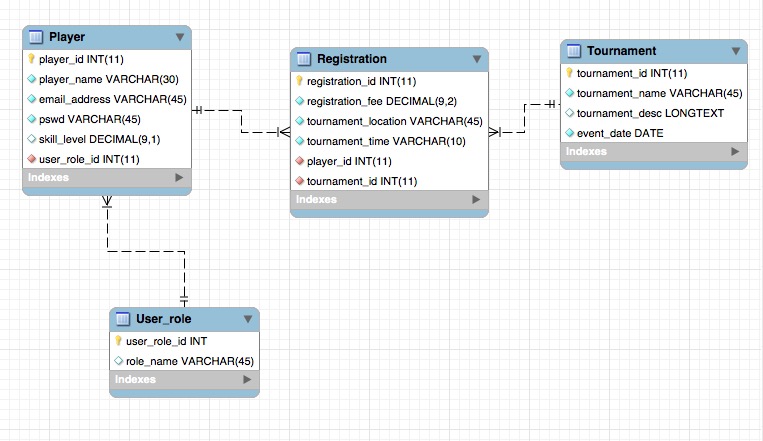 Player
player_id INT(11)
player_name VARCHAR(30)
email_address VARCHAR(45)
pswd VARCHAR(45)
skill_level DECIMAL(9,1)
user_role_id INT(11)
Indexes
Registration
registration_id INT(11)
registration_fee DECIMAL(9,2)
tournament_location VARCHAR(45)
tournament_time VARCHAR(10)
player_id INT(11)
tournament_id INT(11)
Indexes
Tournament
tournament_id INT(11)
tournament_name VARCHAR(45)
tournament_desc LONGTEXT
event_date DATE
Indexes
User_role
user_role_id INT
role_name VARCHAR(45)
Indexes